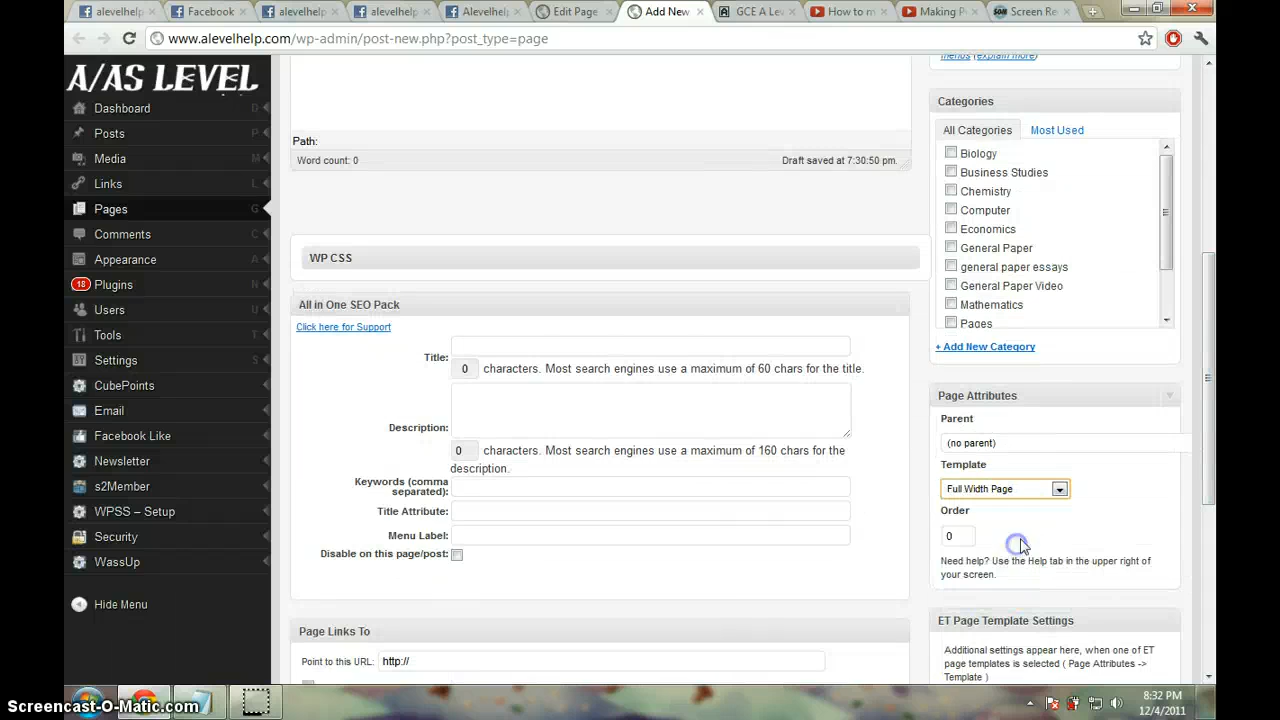 alevelhelp
Facebook
alevelhelp
alevelhelp
Alevelhelp
Edit Page
Add New
GCE A Le
How to m
Making P
Screen Re
www.alevelhelp.com/wp-admin/post-new.php?post_type=page
A/AS LEVEL
Dashboard D
Posts P
Media M
Links L
Pages G
Comments C
Appearance A
18 Plugins N
Users U
Tools T
Settings S
CubePoints
Email
Facebook Like
Newsletter
s2Member
WPSS – Setup
Security
WassUp
Hide Menu
Path:
Word count: 0 Draft saved at 7:30:50 pm.
WP CSS
All in One SEO Pack
Click here for Support
Title:
0 characters. Most search engines use a maximum of 60 chars for the title.
Description:
0 characters. Most search engines use a maximum of 160 chars for the
description.
Keywords (comma
separated):
Title Attribute:
Menu Label:
Disable on this page/post:
Page Links To
Point to this URL: http://
menus (explain more)
Categories
All Categories Most Used
Biology
Business Studies
Chemistry
Computer
Economics
General Paper
general paper essays
General Paper Video
Mathematics
Pages
+ Add New Category
Page Attributes
Parent
(no parent)
Template
Full Width Page
Order
0
Need help? Use the Help tab in the upper right of
your screen.
ET Page Template Settings
Additional settings appear here, when one of ET
page templates is selected ( Page Attributes ->
Template )
Screencast-O-Matic.com
8:32 PM
12/4/2011